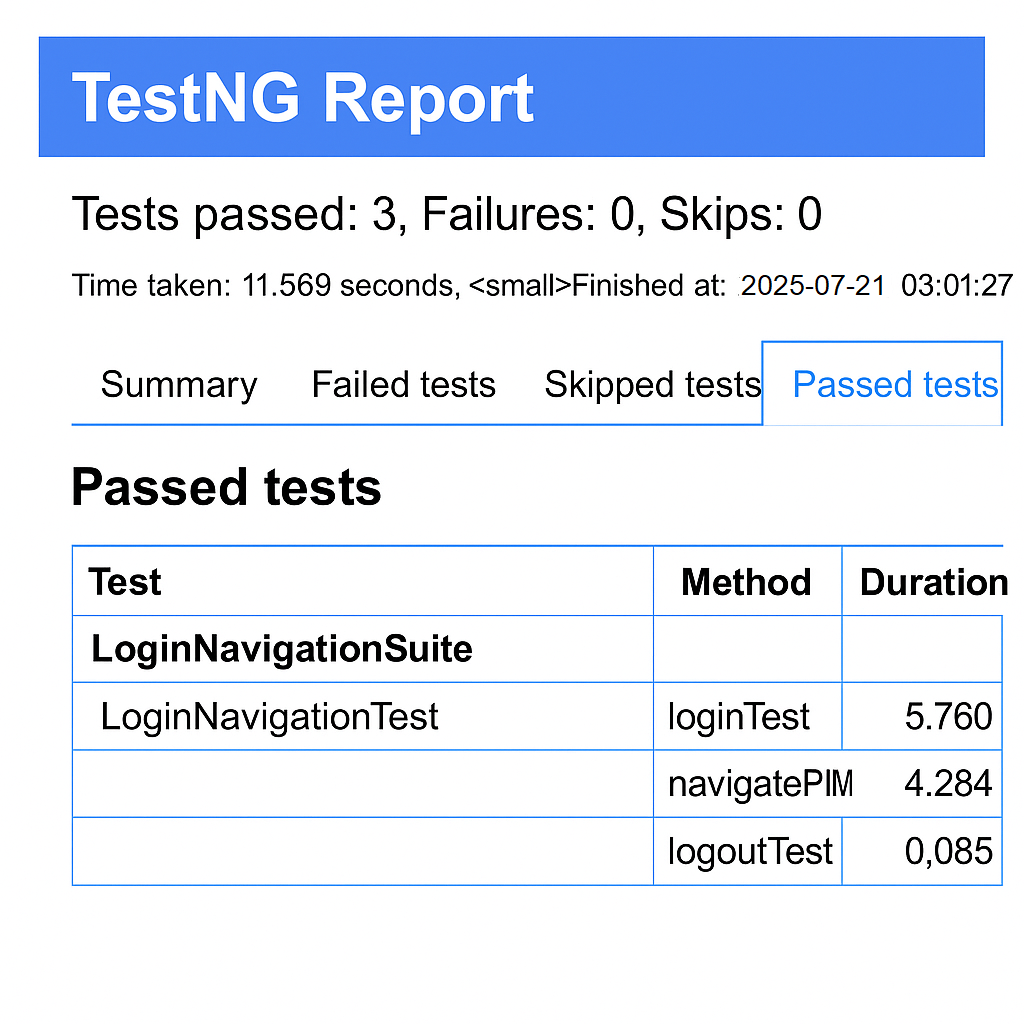 TestNG Report
Tests passed: 3, Failures: 0, Skips: 0
Time taken: 11.569 seconds, <small>Finished at: 2025-07-21 03:01:27
Summary Failed tests Skipped tests Passed tests
Passed tests
Test Method Duration
LoginNavigationSuite
LoginNavigationTest loginTest 5.760
navigatePIM 4.284
logoutTest 0,085